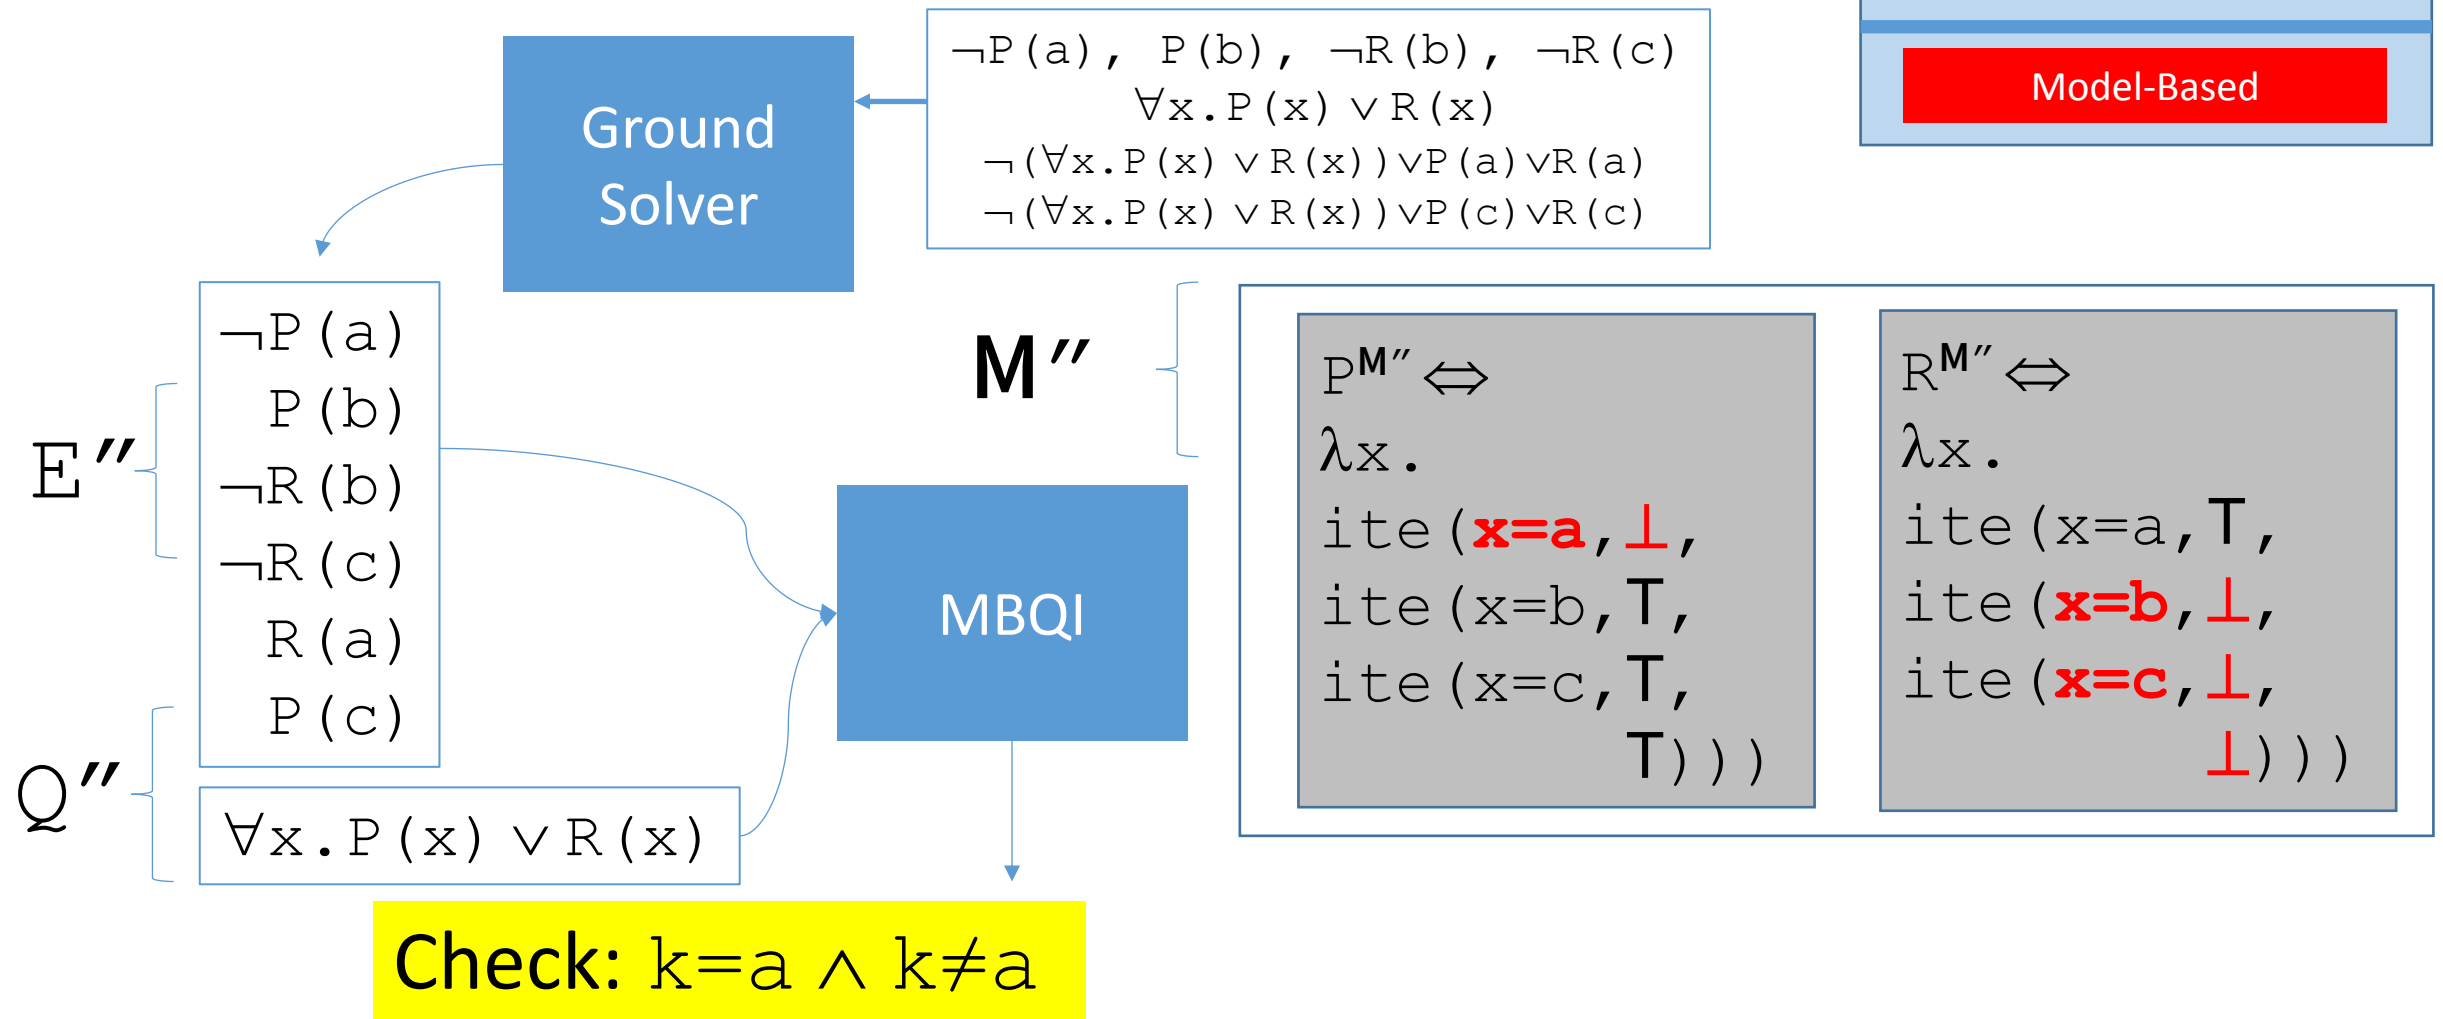 ¬P(a), P(b), ¬R(b), ¬R(c)
∀x.P(x)∨R(x)
¬(∀x.P(x)∨R(x))∨P(a)∨R(a)
¬(∀x.P(x)∨R(x))∨P(c)∨R(c)
Model-Based
Ground
Solver
E″
¬P(a)
P(b)
¬R(b)
¬R(c)
R(a)
P(c)
Q″
∀x.P(x)∨R(x)
MBQI
M″
P^M″⇔
λx.
ite(x=a,⊥,
ite(x=b,⊤,
ite(x=c,⊤,
⊤)))
R^M″⇔
λx.
ite(x=a,⊤,
ite(x=b,⊥,
ite(x=c,⊥,
⊥)))
Check: k=a ∧ k≠a